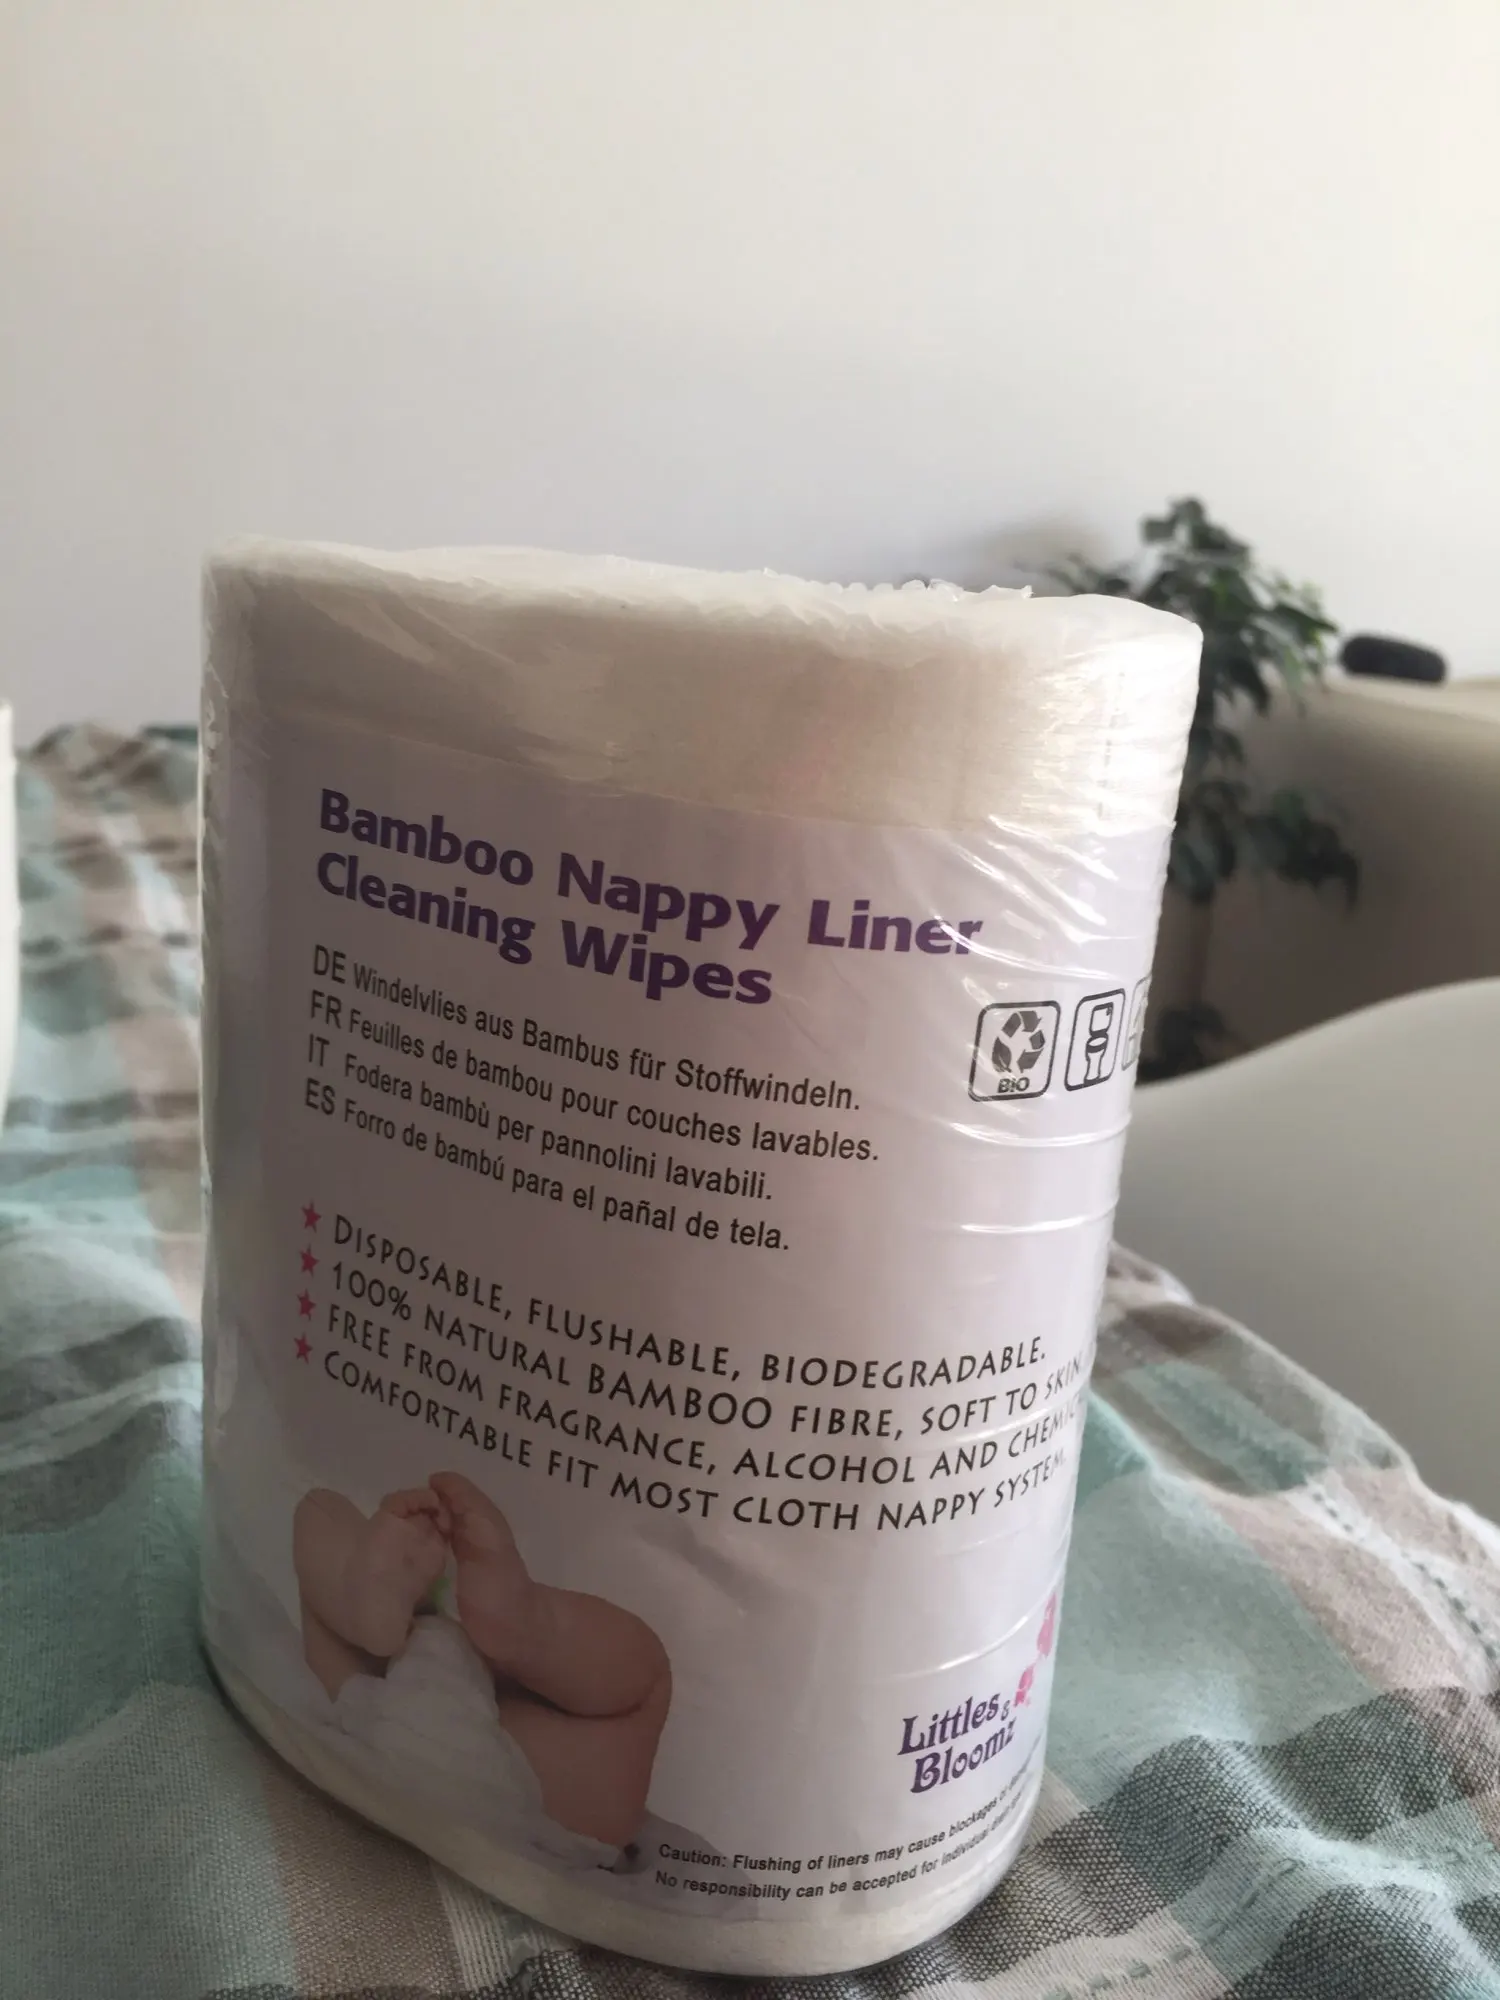 Bamboo Nappy Liner
Cleaning Wipes
DE Windelvlies aus Bambus für Stoffwindeln.
FR Feuilles de bambou pour couches lavables.
IT Fodera bambù per pannolini lavabili.
ES Forro de bambú para el pañal de tela.
BIO
★ DISPOSABLE, FLUSHABLE, BIODEGRADABLE.
★ 100% NATURAL BAMBOO FIBRE, SOFT TO SKIN
★ FREE FROM FRAGRANCE, ALCOHOL AND
★ COMFORTABLE FIT MOST CLOTH NAPPY SYSTEM
Littles &
Bloomz
Caution: Flushing of liners may cause blockages
No responsibility can be accepted for individual